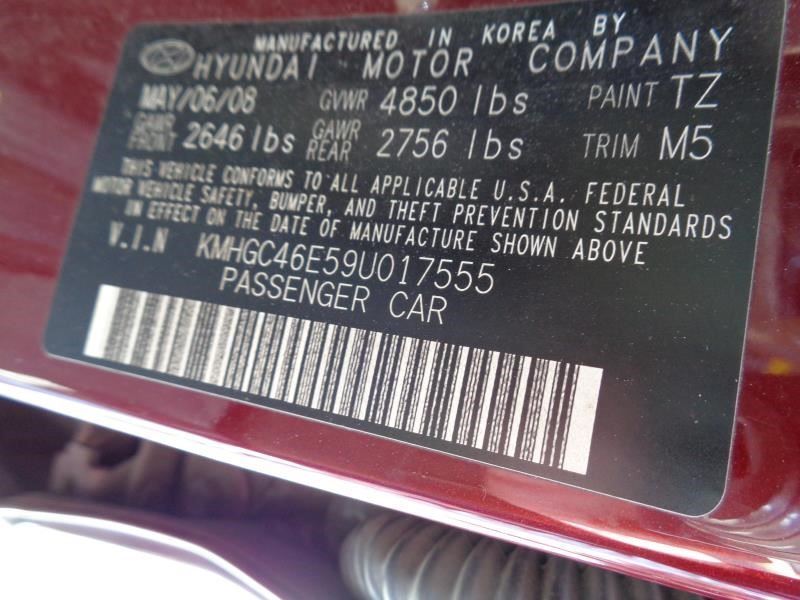 MANUFACTURED IN KOREA BY
HYUNDAI MOTOR COMPANY
MAY/06/08 GVWR 4850 lbs PAINT TZ
GAWR FRONT 2646 lbs GAWR REAR 2756 lbs TRIM M5
THIS VEHICLE CONFORMS TO ALL APPLICABLE U.S.A. FEDERAL
MOTOR VEHICLE SAFETY, BUMPER, AND THEFT PREVENTION STANDARDS
IN EFFECT ON THE DATE OF MANUFACTURE SHOWN ABOVE
V.I.N KMHGC46E59U017555
PASSENGER CAR